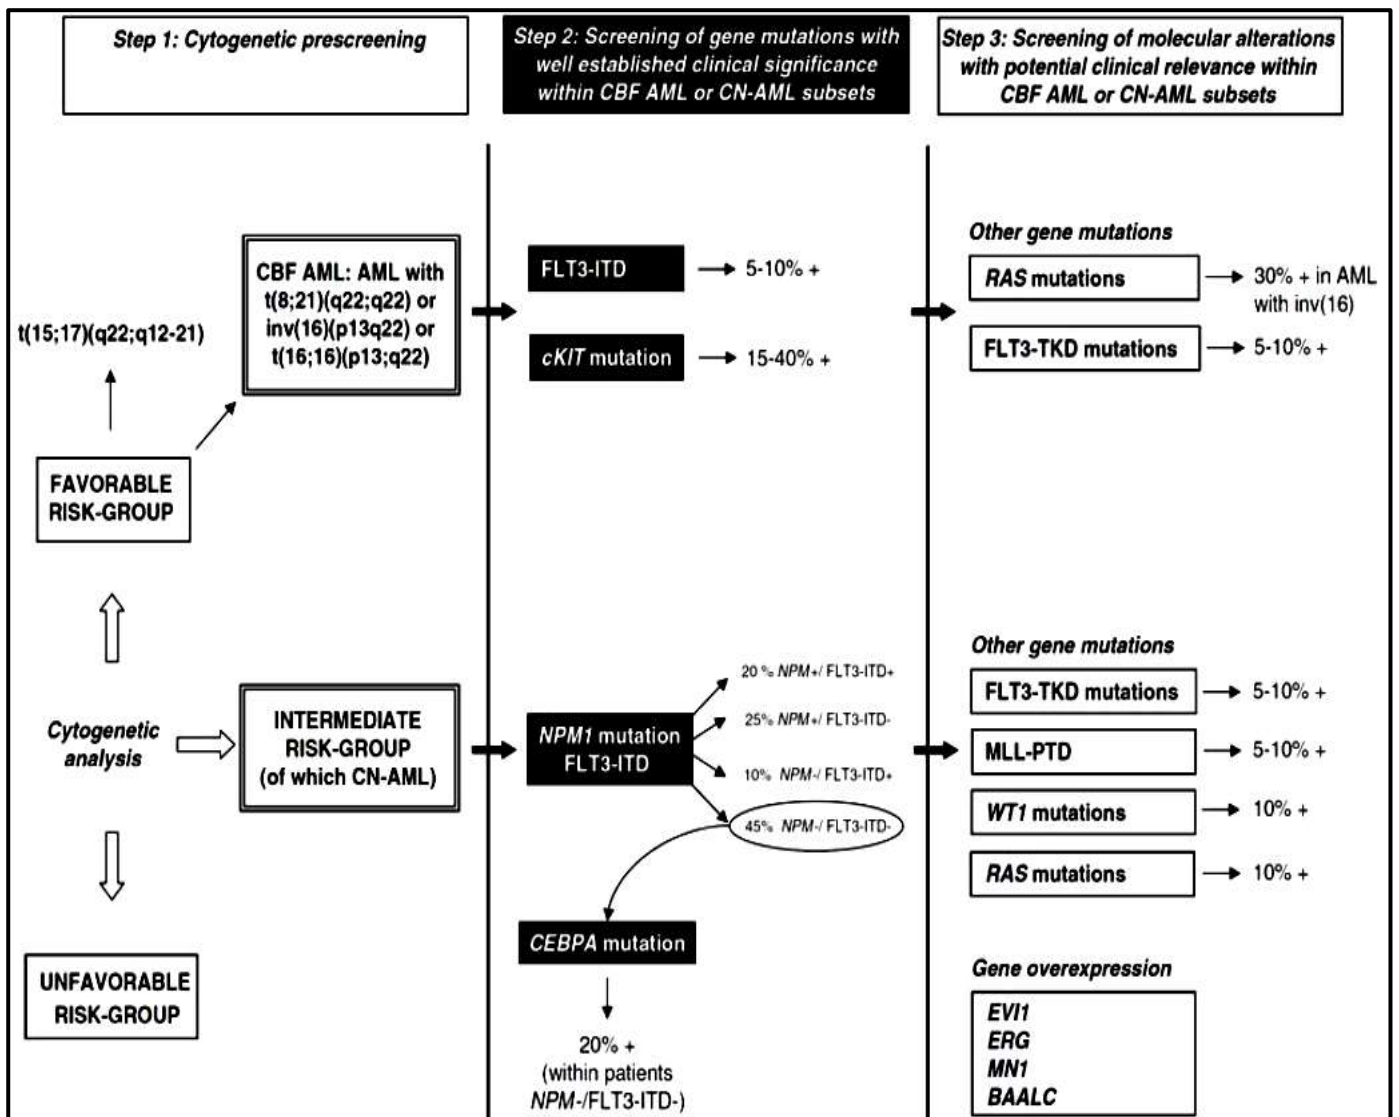 Step 1: Cytogenetic prescreening
Step 2: Screening of gene mutations with
well established clinical significance
within CBF AML or CN-AML subsets
Step 3: Screening of molecular alterations
with potential clinical relevance within
CBF AML or CN-AML subsets
t(15;17)(q22;q12-21)
CBF AML: AML with
t(8;21)(q22;q22) or
inv(16)(p13q22) or
t(16;16)(p13;q22)
FAVORABLE
RISK-GROUP
Cytogenetic
analysis
INTERMEDIATE
RISK-GROUP
(of which CN-AML)
UNFAVORABLE
RISK-GROUP
FLT3-ITD
5-10% +
cKIT mutation
15-40% +
NPM1 mutation
FLT3-ITD
20 % NPM+/ FLT3-ITD+
25% NPM+/ FLT3-ITD-
10% NPM-/ FLT3-ITD+
45% NPM-/ FLT3-ITD-
CEBPA mutation
20% +
(within patients
NPM-/FLT3-ITD-)
Other gene mutations
RAS mutations
30% + in AML
with inv(16)
FLT3-TKD mutations
5-10% +
Other gene mutations
FLT3-TKD mutations
5-10% +
MLL-PTD
5-10% +
WT1 mutations
10% +
RAS mutations
10% +
Gene overexpression
EVI1
ERG
MN1
BAALC